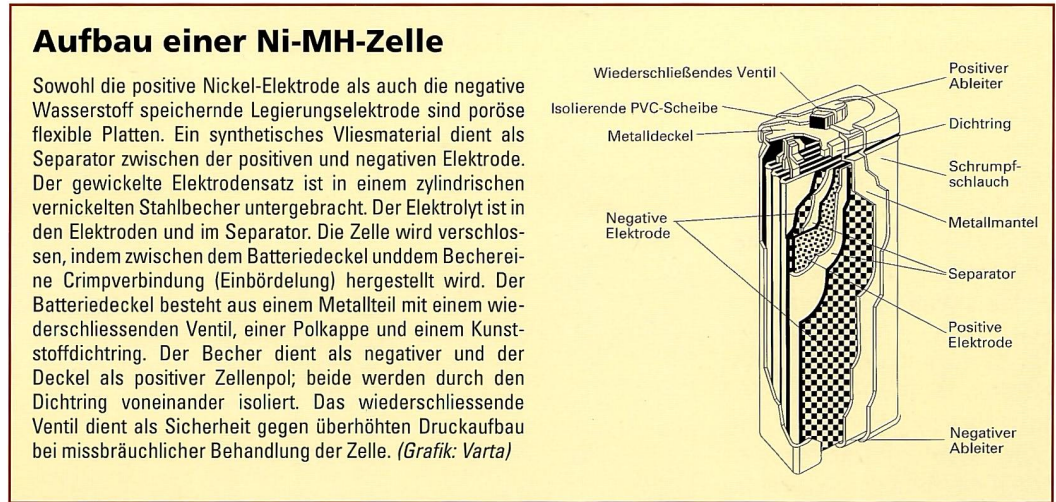 Aufbau einer Ni-MH-Zelle
Sowohl die positive Nickel-Elektrode als auch die negative
Wasserstoff speichernde Legierungselektrode sind poröse
flexible Platten. Ein synthetisches Vliesmaterial dient als
Separator zwischen der positiven und negativen Elektrode.
Der gewickelte Elektrodensatz ist in einem zylindrischen
vernickelten Stahlbecher untergebracht. Der Elektrolyt ist in
den Elektroden und im Separator. Die Zelle wird verschlos-
sen, indem zwischen dem Batteriedeckel unddem Becherei-
ne Crimpverbindung (Einbördelung) hergestellt wird. Der
Batteriedeckel besteht aus einem Metallteil mit einem wie-
derschliessenden Ventil, einer Polkappe und einem Kunst-
stoffdichtring. Der Becher dient als negativer und der
Deckel als positiver Zellenpol; beide werden durch den
Dichtring voneinander isoliert. Das wiederschliessende
Ventil dient als Sicherheit gegen überhöhten Druckaufbau
bei missbräuchlicher Behandlung der Zelle. (Grafik: Varta)
Wiederschließendes Ventil
Isolierende PVC-Scheibe
Metalldeckel
Negative
Elektrode
Positiver
Ableiter
Dichtring
Schrumpf-
schlauch
Metallmantel
Separator
Positive
Elektrode
Negativer
Ableiter